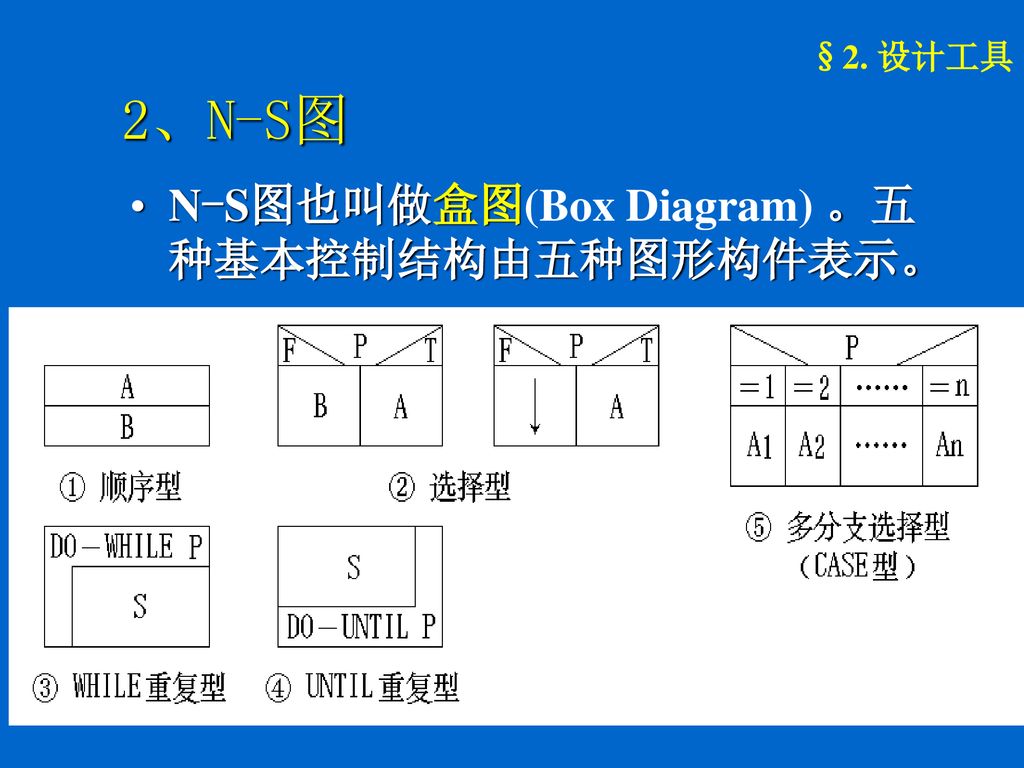 §2. 设计工具
2、N-S图
• N-S图也叫做盒图(Box Diagram) 。五
种基本控制结构由五种图形构件表示。
A
B
① 顺序型
F P T
B A
F P T
A
② 选择型
P
=1 =2 …… =n
A1 A2 …… An
⑤ 多分支选择型
（CASE型）
DO-WHILE P
S
③ WHILE重复型
S
DO-UNTIL P
④ UNTIL重复型